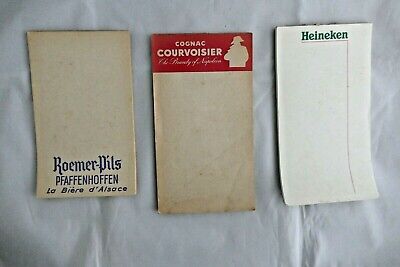 Roemer-Pils
PFAFFENHOFFEN
La Bière d'Alsace
COGNAC
COURVOISIER
The Brandy of Napoleon
Heineken